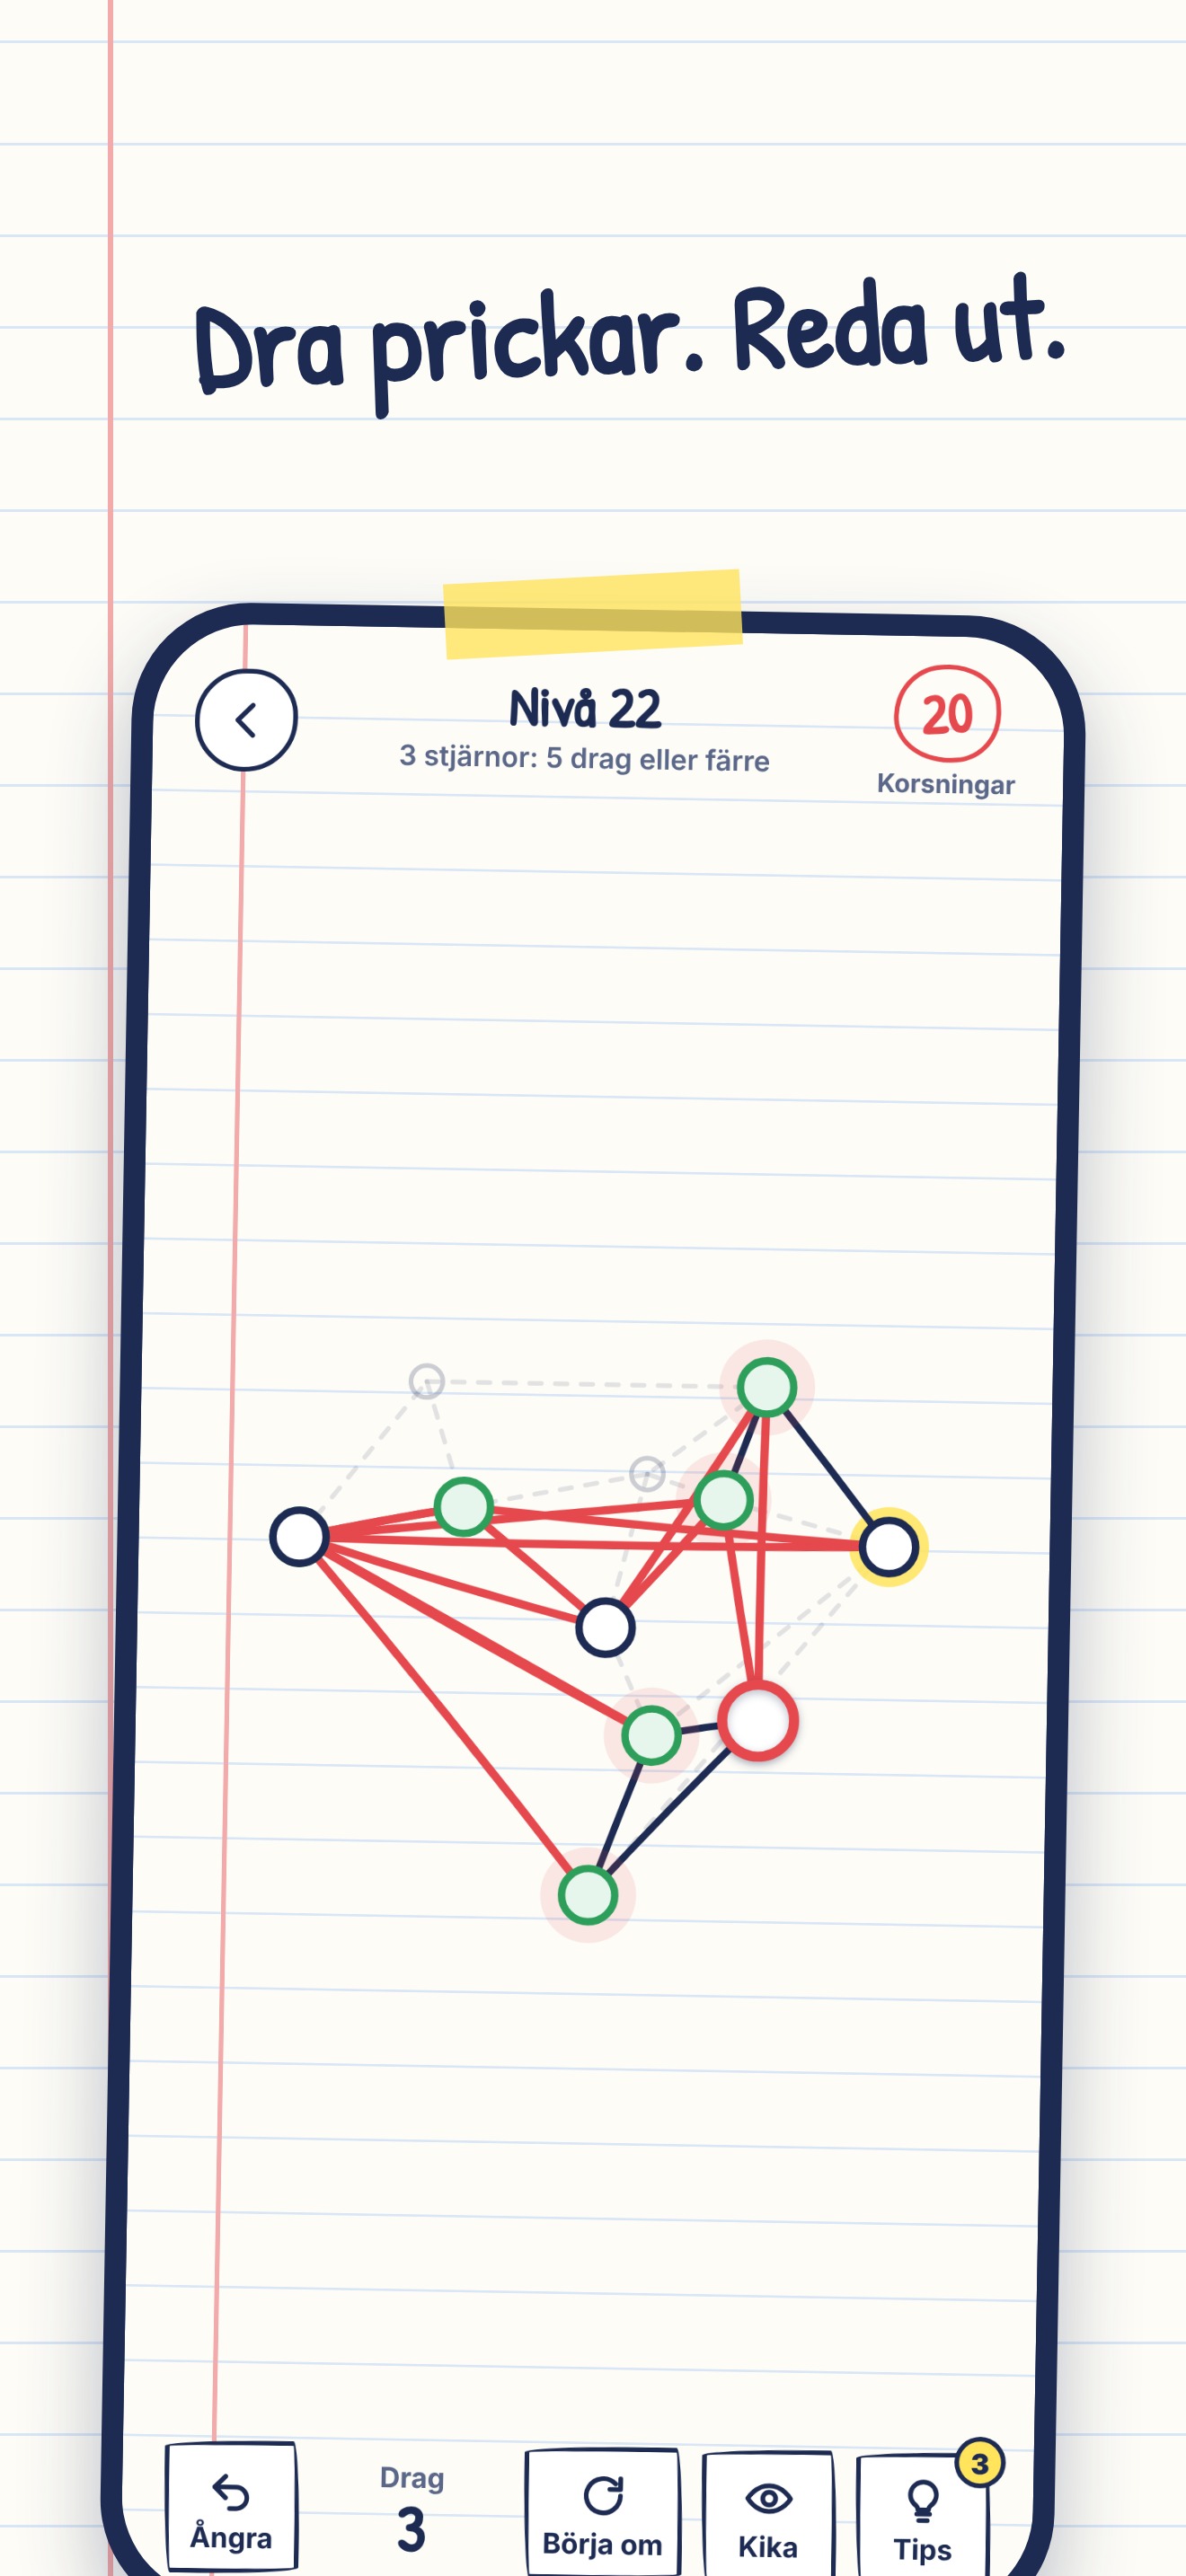 Dra prickar. Reda ut.
Nivå 22
3 stjärnor: 5 drag eller färre
20
Korsningar
Ångra
Drag
3
Börja om
Kika
Tips
3